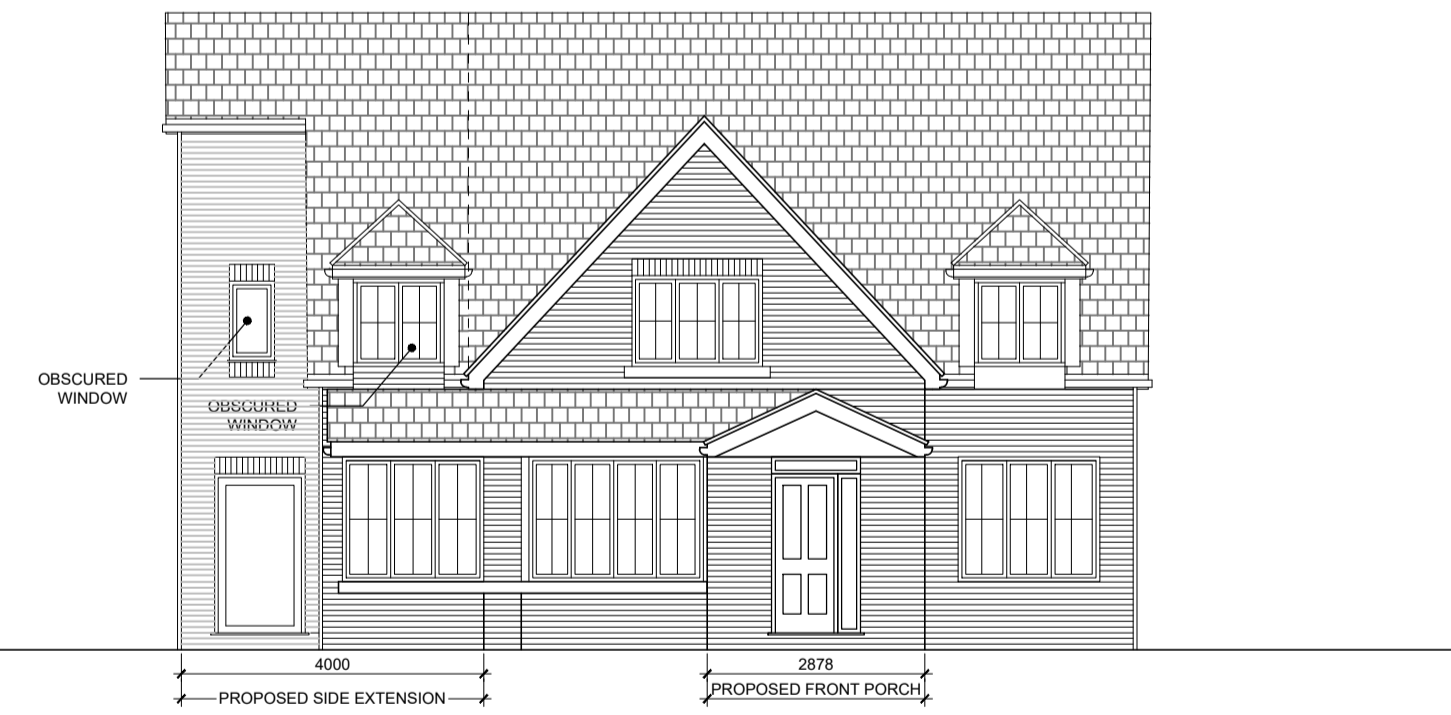 OBSCURED
WINDOW
OBSCURED
WINDOW
4000
2878
PROPOSED SIDE EXTENSION
PROPOSED FRONT PORCH